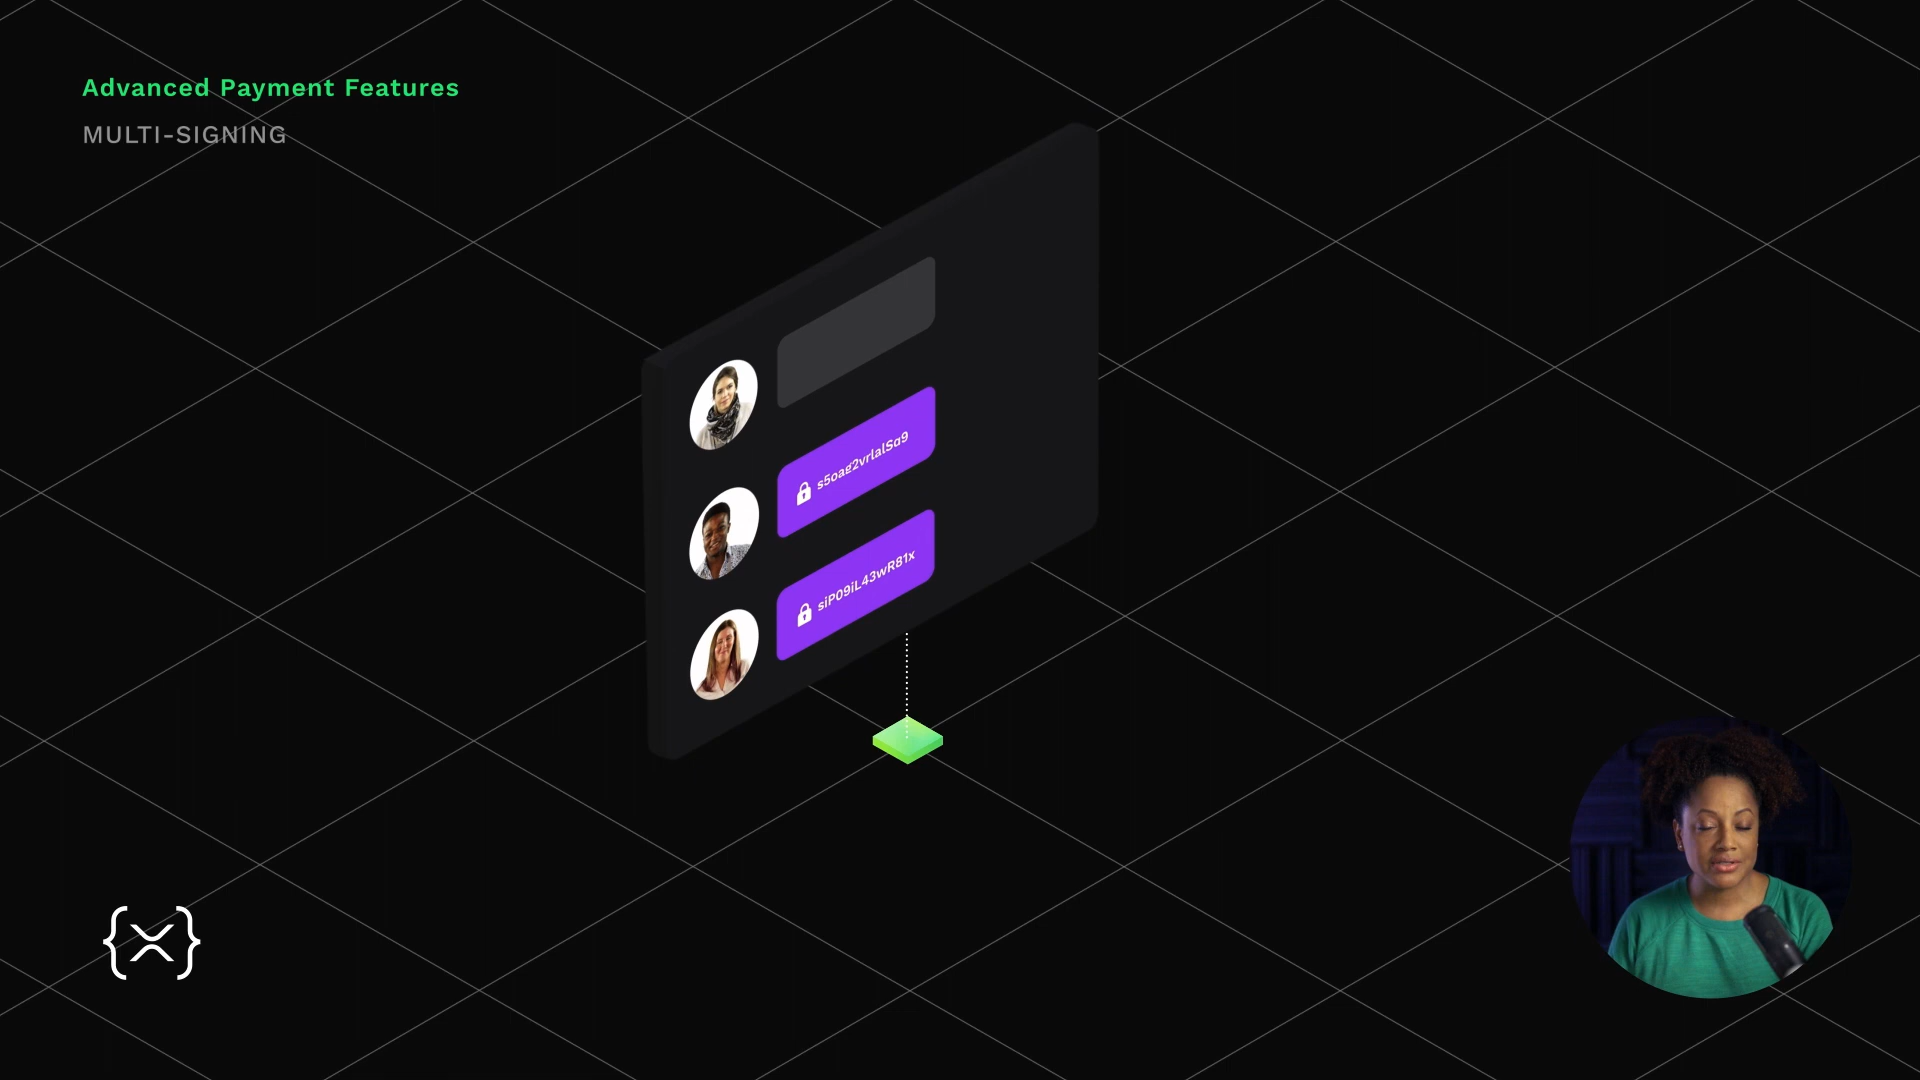 Advanced Payment Features
MULTI-SIGNING
s5oag2vrlalSa9
siP09iL43wR81x